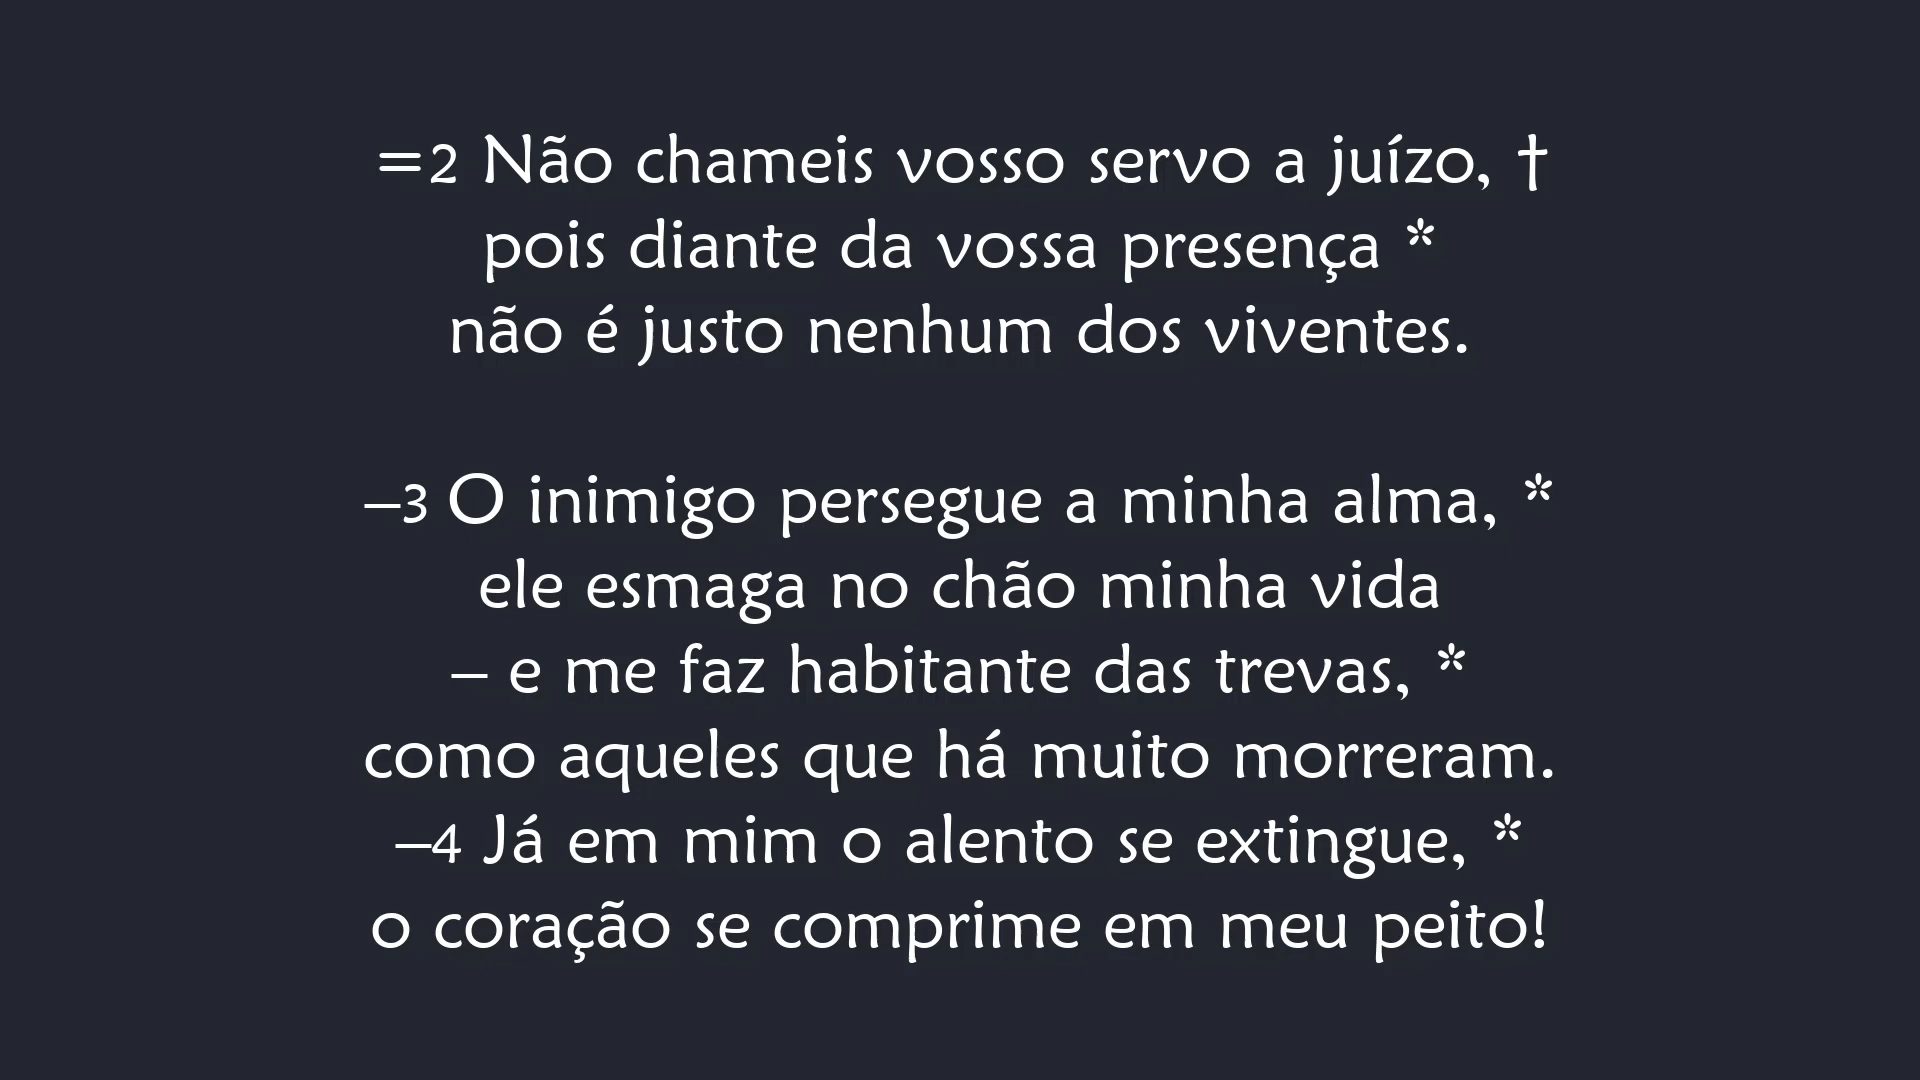 =2 Não chameis vosso servo a juízo, †
pois diante da vossa presença *
não é justo nenhum dos viventes.
–3 O inimigo persegue a minha alma, *
ele esmaga no chão minha vida
– e me faz habitante das trevas, *
como aqueles que há muito morreram.
–4 Já em mim o alento se extingue, *
o coração se comprime em meu peito!